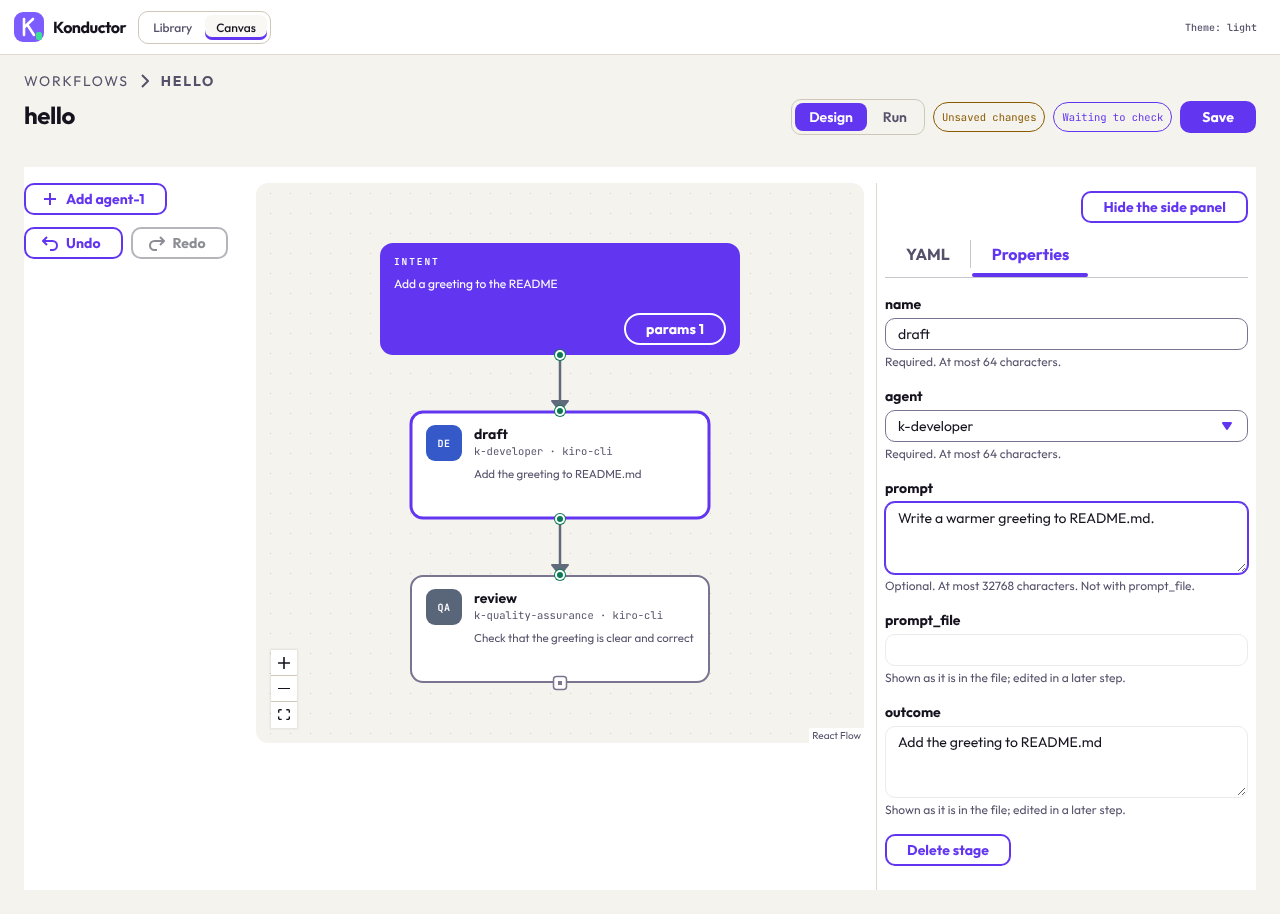 Konductor
Library
Canvas
Theme: light
WORKFLOWS > HELLO
hello
Design
Run
Unsaved changes
Waiting to check
Save
Add agent-1
Undo
Redo
INTENT
Add a greeting to the README
params 1
DE
draft
k-developer · kiro-cli
Add the greeting to README.md
QA
review
k-quality-assurance · kiro-cli
Check that the greeting is clear and correct
React Flow
Hide the side panel
YAML
Properties
name
draft
Required. At most 64 characters.
agent
k-developer
Required. At most 64 characters.
prompt
Write a warmer greeting to README.md.
Optional. At most 32768 characters. Not with prompt_file.
prompt_file
Shown as it is in the file; edited in a later step.
outcome
Add the greeting to README.md
Shown as it is in the file; edited in a later step.
Delete stage